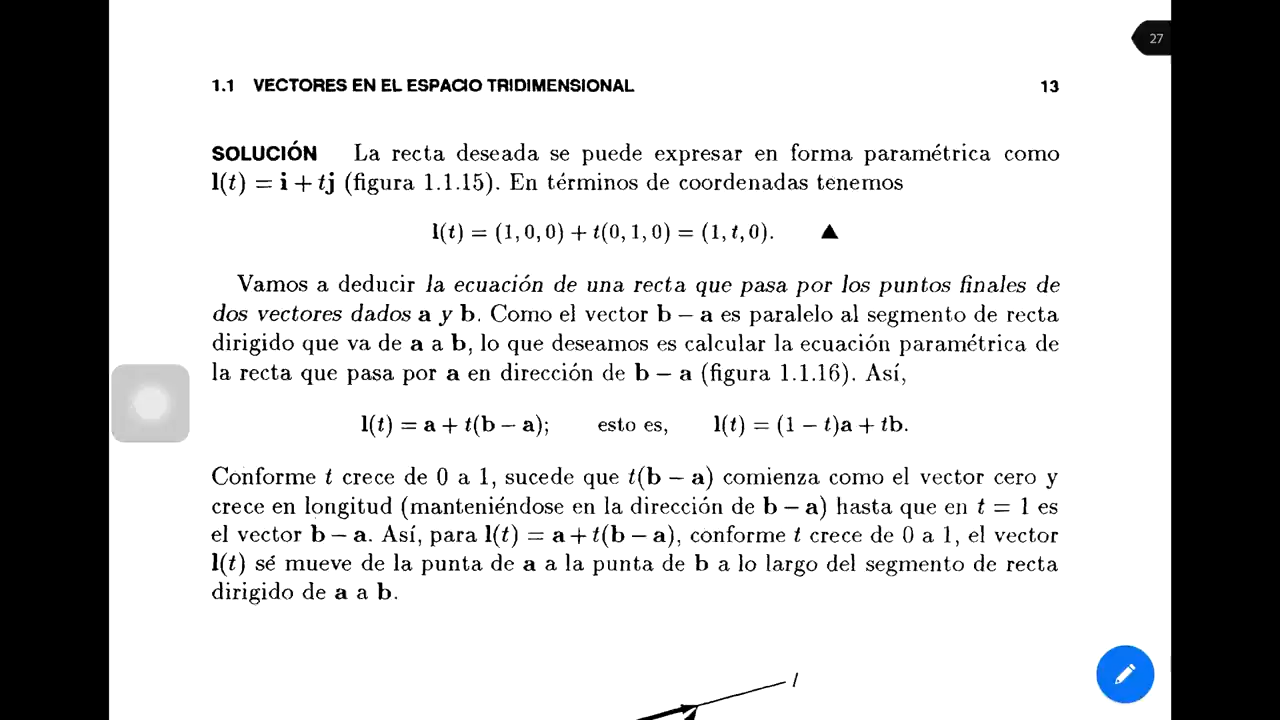 27
1.1 VECTORES EN EL ESPACIO TRIDIMENSIONAL 13
SOLUCIÓN La recta deseada se puede expresar en forma paramétrica como
l(t) = i + tj (figura 1.1.15). En términos de coordenadas tenemos
l(t) = (1, 0, 0) + t(0, 1, 0) = (1, t, 0). ▲
Vamos a deducir la ecuación de una recta que pasa por los puntos finales de
dos vectores dados a y b. Como el vector b − a es paralelo al segmento de recta
dirigido que va de a a b, lo que deseamos es calcular la ecuación paramétrica de
la recta que pasa por a en dirección de b − a (figura 1.1.16). Así,
l(t) = a + t(b − a); esto es, l(t) = (1 − t)a + tb.
Conforme t crece de 0 a 1, sucede que t(b − a) comienza como el vector cero y
crece en longitud (manteniéndose en la dirección de b − a) hasta que en t = 1 es
el vector b − a. Así, para l(t) = a + t(b − a), conforme t crece de 0 a 1, el vector
l(t) sé mueve de la punta de a a la punta de b a lo largo del segmento de recta
dirigido de a a b.
l